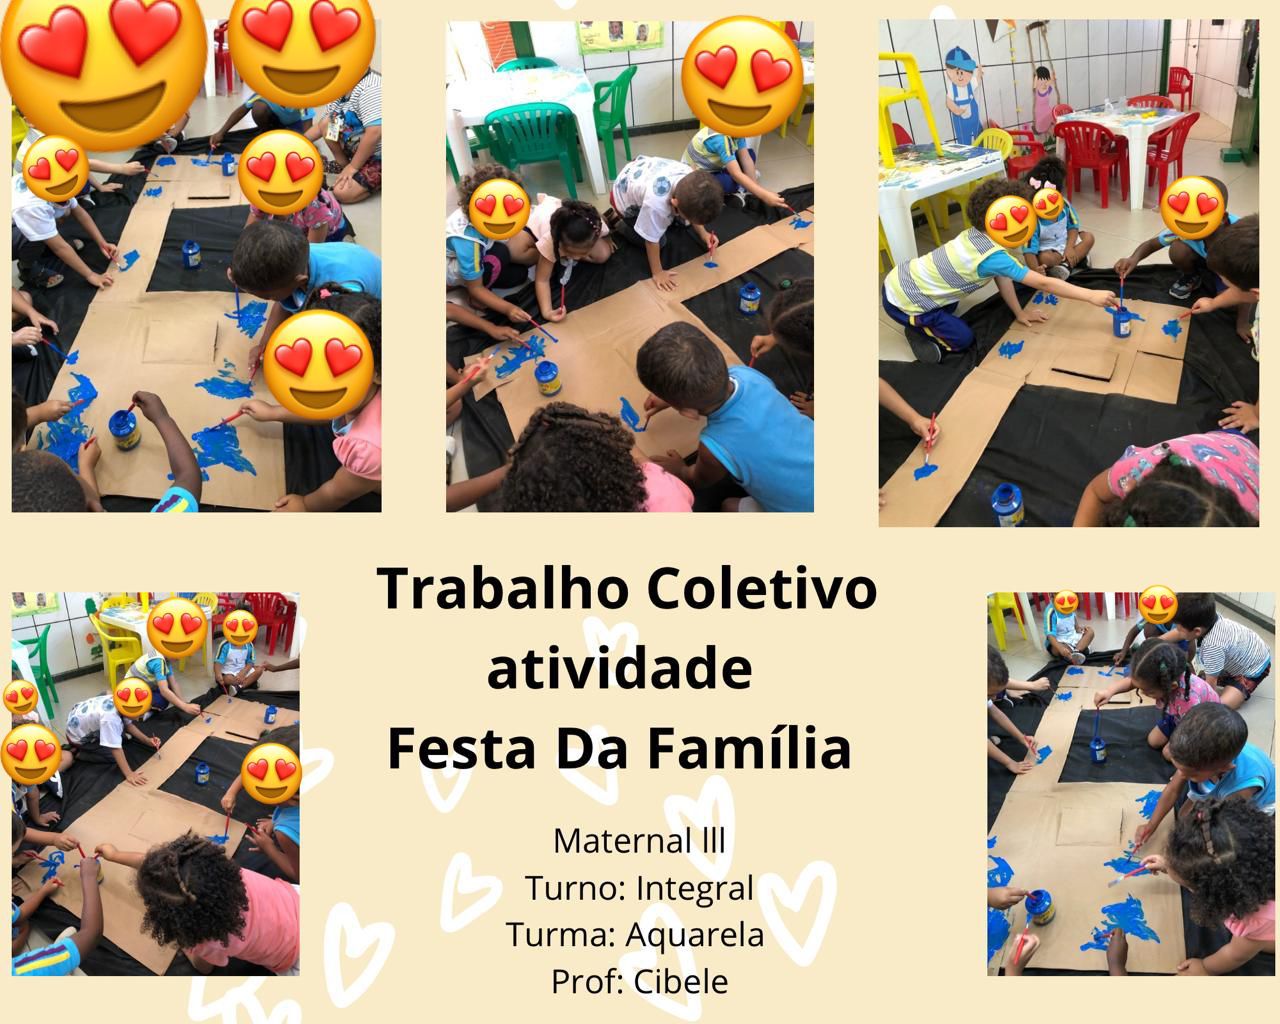 Trabalho Coletivo
atividade
Festa Da Família
Maternal lll
Turno: Integral
Turma: Aquarela
Prof: Cibele